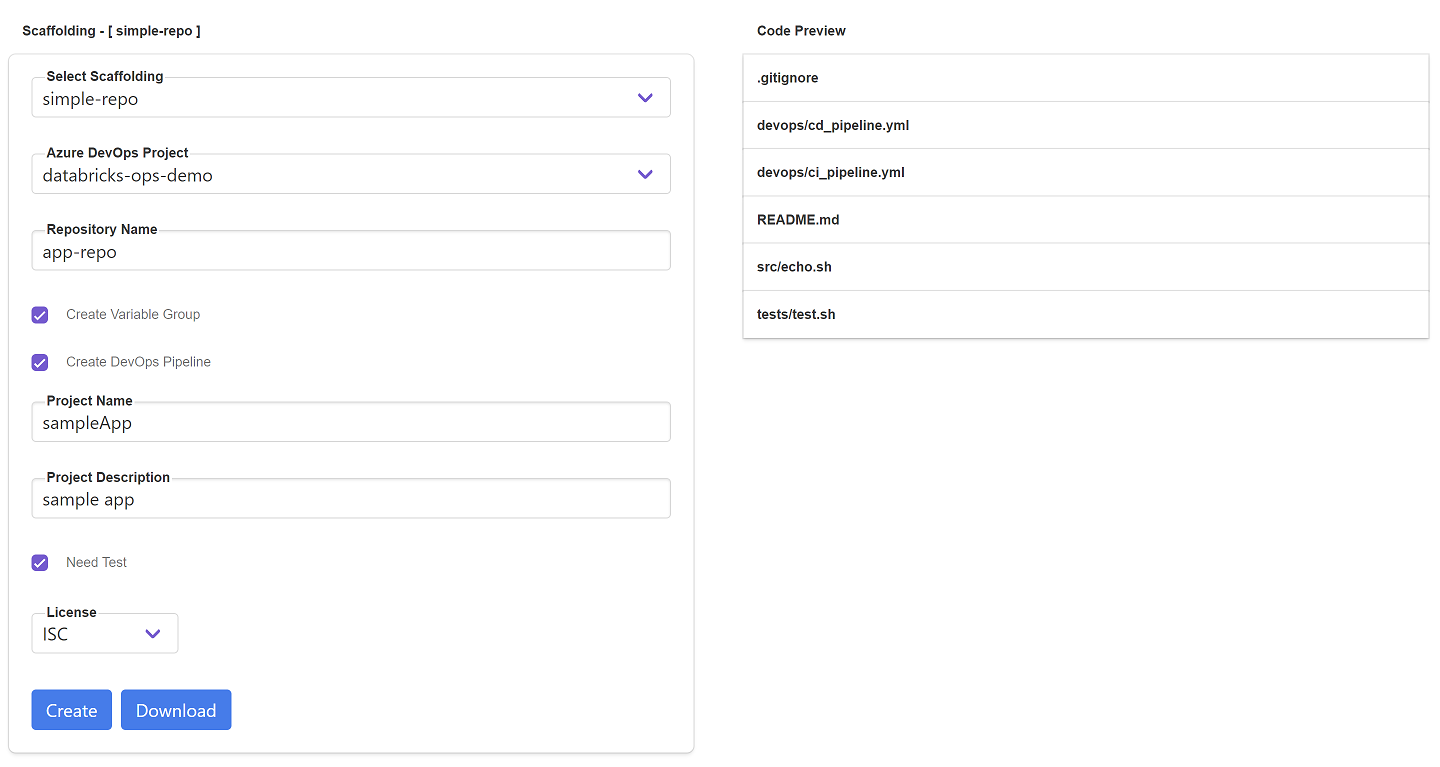 Scaffolding - [ simple-repo ]
Select Scaffolding
simple-repo
Azure DevOps Project
databricks-ops-demo
Repository Name
app-repo
Create Variable Group
Create DevOps Pipeline
Project Name
sampleApp
Project Description
sample app
Need Test
License
ISC
Create
Download
Code Preview
.gitignore
devops/cd_pipeline.yml
devops/ci_pipeline.yml
README.md
src/echo.sh
tests/test.sh